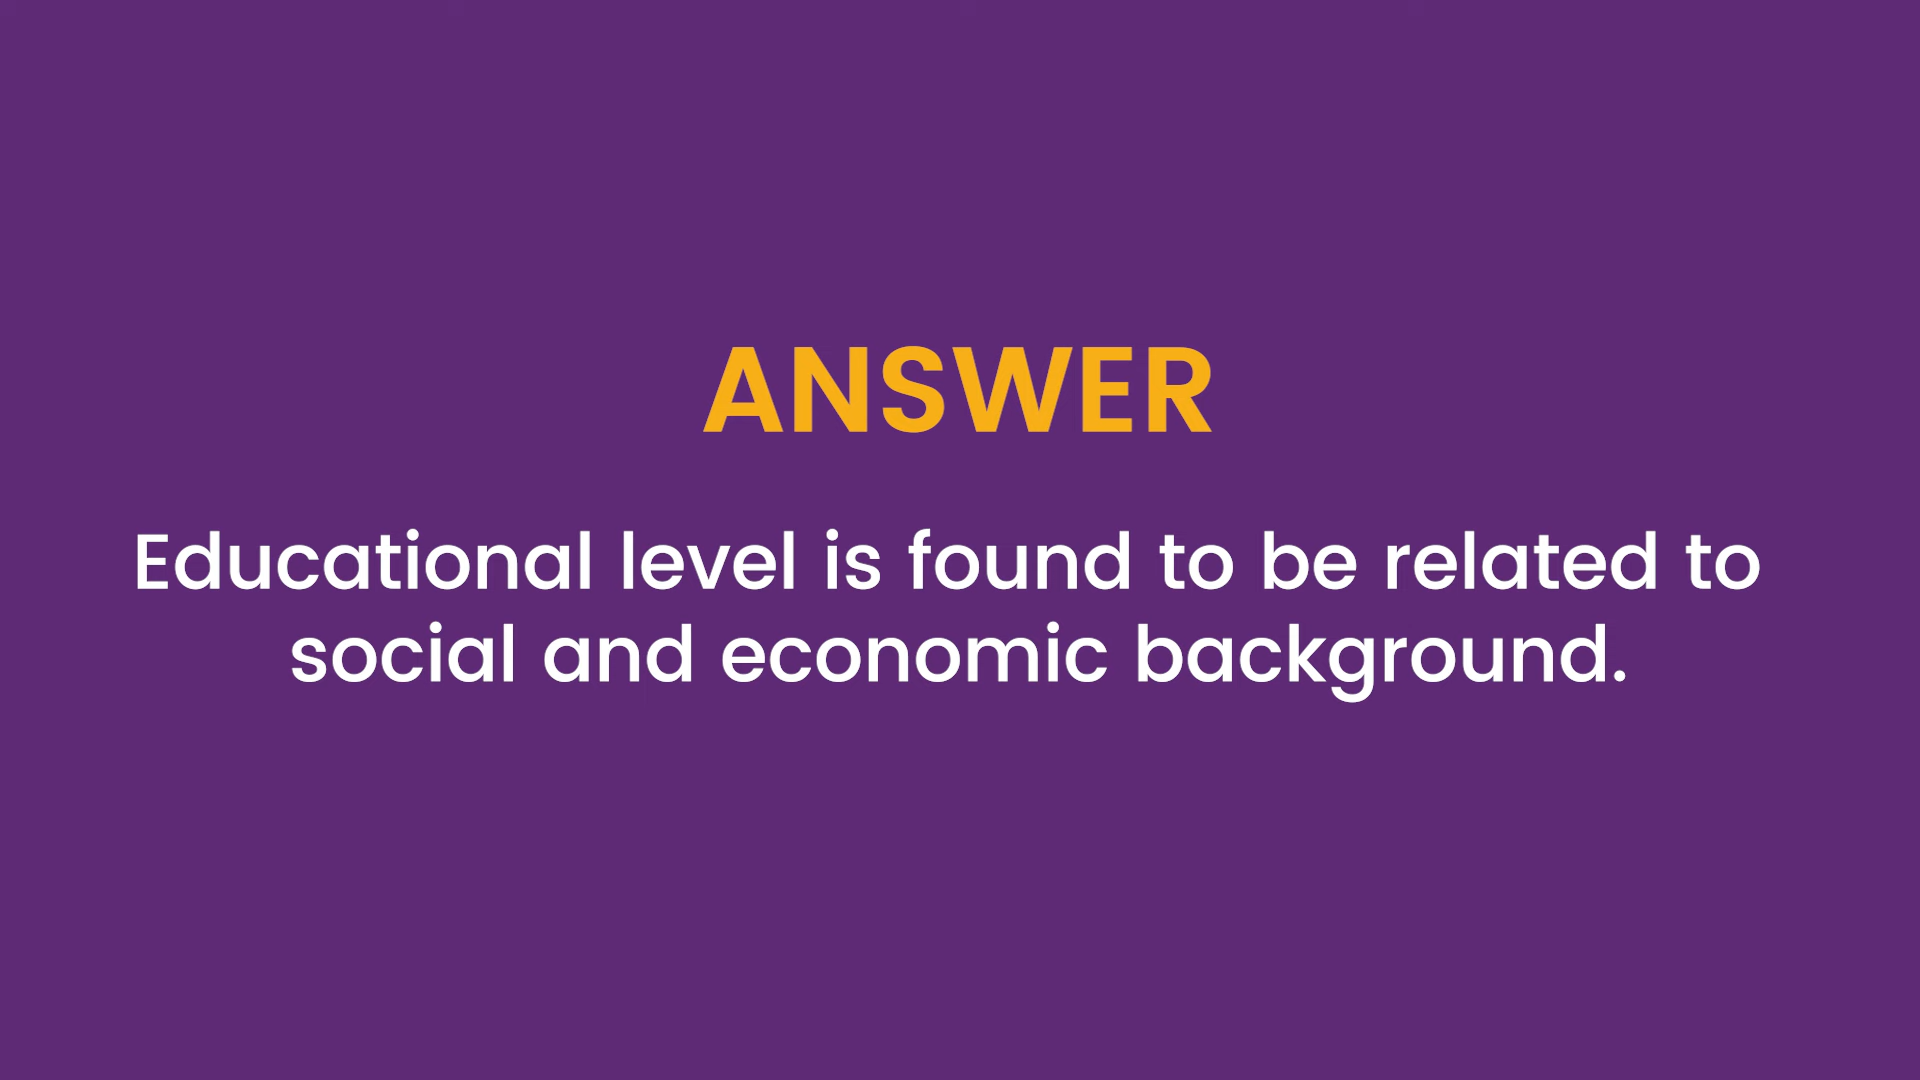 ANSWER
Educational level is found to be related to
social and economic background.